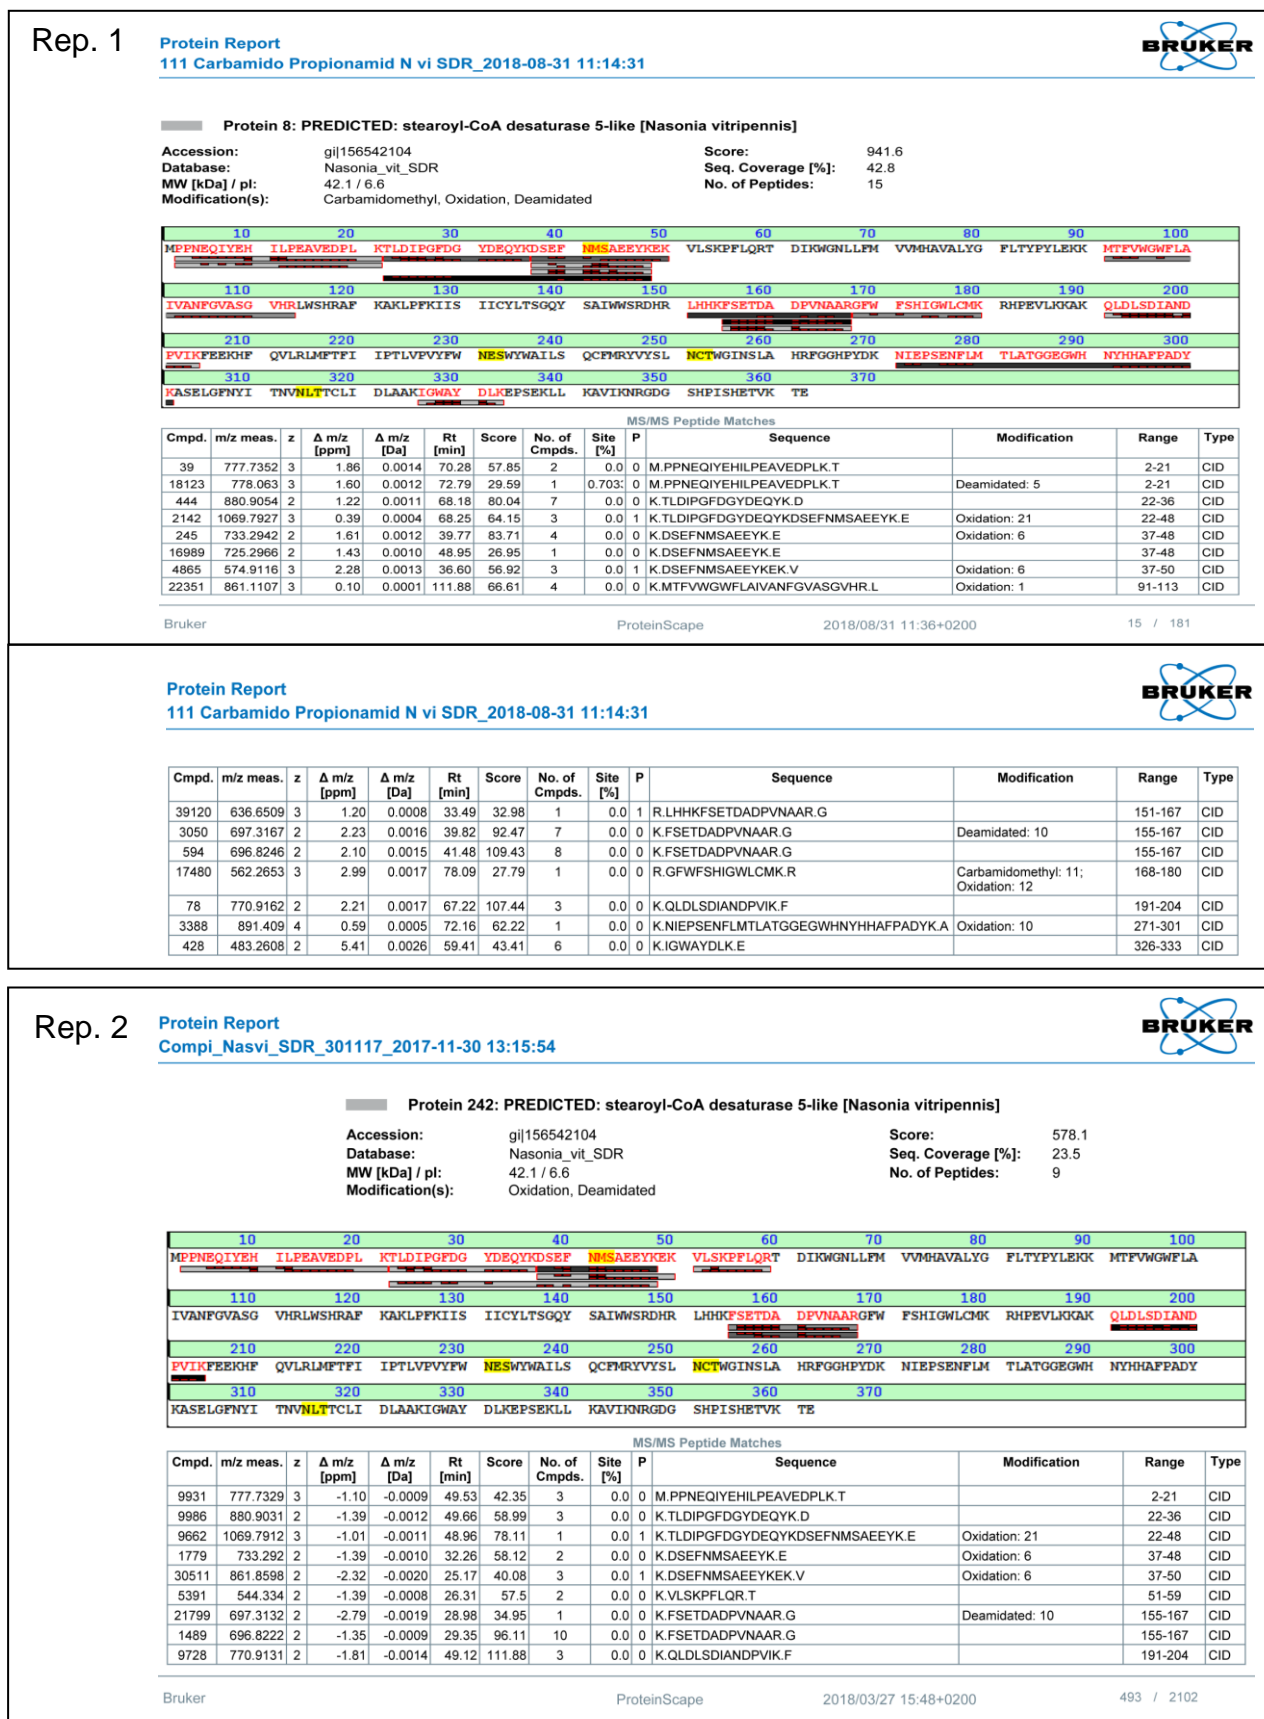 Rep. 1
Protein Report
111 Carbamido Propionamid N vi SDR_2018-08-31 11:14:31
BRUKER
Protein 8: PREDICTED: stearoyl-CoA desaturase 5-like [Nasonia vitripennis]
Accession: gi|156542104 Score: 941.6
Database: Nasonia_vit_SDR Seq. Coverage [%]: 42.8
MW [kDa] / pI: 42.1 / 6.6 No. of Peptides: 15
Modification(s): Carbamidomethyl, Oxidation, Deamidated
10 20 30 40 50 60 70 80 90 100
MPPNEQIYEH ILPEAVEDPL KTLDIPGFDG YDEQYKDSEF NMSAEEYKEK VLSKPFLQRT DIKWGNLLFM VVMHAVALYG FLTYPYLEKK MTFVWGWFLA
110 120 130 140 150 160 170 180 190 200
IVANFGVASG VHRLWSHRAF KAKLPFKIIS IICYLTSGQY SAIWWSRDHR LHHKFSETDA DPVNAARGFW FSHIGWLCMK RHPEVLKKAK QLDLSDIAND
210 220 230 240 250 260 270 280 290 300
PVIKFEEKHF QVLRLMFTFI IPTLVPVYFW NESWYWAILS QCFMRYVYSL NCTWGINSLA HRFGGHPYDK NIEPSENFLM TLATGGEGWH NYHHAFPADY
310 320 330 340 350 360 370
KASELGFNYI TNVNLTTCLI DLAAKIGWAY DLKEPSEKLL KAVIKNRGDG SHPISHETVK TE
MS/MS Peptide Matches
Cmpd. m/z meas. z Δ m/z [ppm] Δ m/z [Da] Rt [min] Score No. of Cmpds. Site [%] P Sequence Modification Range Type
39 777.7352 3 1.86 0.0014 70.28 57.85 2 0.0 0 M.PPNEQIYEHILPEAVEDPLK.T 2-21 CID
18123 778.063 3 1.60 0.0012 72.79 29.59 1 0.703 0 M.PPNEQIYEHILPEAVEDPLK.T Deamidated: 5 2-21 CID
444 880.9054 2 1.22 0.0011 68.18 80.04 7 0.0 0 K.TLDIPGFDGYDEQYK.D 22-36 CID
2142 1069.7927 3 0.39 0.0004 68.25 64.15 3 0.0 1 K.TLDIPGFDGYDEQYKDSEFNMSAEEYK.E Oxidation: 21 22-48 CID
245 733.2942 2 1.61 0.0012 39.77 83.71 4 0.0 0 K.DSEFNMSAEEYK.E Oxidation: 6 37-48 CID
16989 725.2966 2 1.43 0.0010 48.95 26.95 1 0.0 0 K.DSEFNMSAEEYK.E 37-48 CID
4865 574.9116 3 2.28 0.0013 36.60 56.92 3 0.0 1 K.DSEFNMSAEEYKEK.V Oxidation: 6 37-50 CID
22351 861.1107 3 0.10 0.0001 111.88 66.61 4 0.0 0 K.MTFVWGWFLAIVANFGVASGVHR.L Oxidation: 1 91-113 CID
Bruker ProteinScape 2018/08/31 11:36+0200 15 / 181
Protein Report
111 Carbamido Propionamid N vi SDR_2018-08-31 11:14:31
BRUKER
Cmpd. m/z meas. z Δ m/z [ppm] Δ m/z [Da] Rt [min] Score No. of Cmpds. Site [%] P Sequence Modification Range Type
39120 636.6509 3 1.20 0.0008 33.49 32.98 1 0.0 1 R.LHHKFSETDADPVNAAR.G 151-167 CID
3050 697.3167 2 2.23 0.0016 39.82 92.47 7 0.0 0 K.FSETDADPVNAAR.G Deamidated: 10 155-167 CID
594 696.8246 2 2.10 0.0015 41.48 109.43 8 0.0 0 K.FSETDADPVNAAR.G 155-167 CID
17480 562.2653 3 2.99 0.0017 78.09 27.79 1 0.0 0 R.GFWFSHIGWLCMK.R Carbamidomethyl: 11; Oxidation: 12 168-180 CID
78 770.9162 2 2.21 0.0017 67.22 107.44 3 0.0 0 K.QLDLSDIANDPVIK.F 191-204 CID
3388 891.409 4 0.59 0.0005 72.16 62.22 1 0.0 0 K.NIEPSENFLMTLATGGEGWHNYHHAFPADYK.A Oxidation: 10 271-301 CID
428 483.2608 2 5.41 0.0026 59.41 43.41 6 0.0 0 K.IGWAYDLK.E 326-333 CID
Rep. 2
Protein Report
Compi_Nasvi_SDR_301117_2017-11-30 13:15:54
BRUKER
Protein 242: PREDICTED: stearoyl-CoA desaturase 5-like [Nasonia vitripennis]
Accession: gi|156542104 Score: 578.1
Database: Nasonia_vit_SDR Seq. Coverage [%]: 23.5
MW [kDa] / pI: 42.1 / 6.6 No. of Peptides: 9
Modification(s): Oxidation, Deamidated
10 20 30 40 50 60 70 80 90 100
MPPNEQIYEH ILPEAVEDPL KTLDIPGFDG YDEQYKDSEF NMSAEEYKEK VLSKPFLQRT DIKWGNLLFM VVMHAVALYG FLTYPYLEKK MTFVWGWFLA
110 120 130 140 150 160 170 180 190 200
IVANFGVASG VHRLWSHRAF KAKLPFKIIS IICYLTSGQY SAIWWSRDHR LHHKFSETDA DPVNAARGFW FSHIGWLCMK RHPEVLKKAK QLDLSDIAND
210 220 230 240 250 260 270 280 290 300
PVIKFEEKHF QVLRLMFTFI IPTLVPVYFW NESWYWAILS QCFMRYVYSL NCTWGINSLA HRFGGHPYDK NIEPSENFLM TLATGGEGWH NYHHAFPADY
310 320 330 340 350 360 370
KASELGFNYI TNVNLTTCLI DLAAKIGWAY DLKEPSEKLL KAVIKNRGDG SHPISHETVK TE
MS/MS Peptide Matches
Cmpd. m/z meas. z Δ m/z [ppm] Δ m/z [Da] Rt [min] Score No. of Cmpds. Site [%] P Sequence Modification Range Type
9931 777.7329 3 -1.10 -0.0009 49.53 42.35 3 0.0 0 M.PPNEQIYEHILPEAVEDPLK.T 2-21 CID
9986 880.9031 2 -1.39 -0.0012 49.66 58.99 3 0.0 0 K.TLDIPGFDGYDEQYK.D 22-36 CID
9662 1069.7912 3 -1.01 -0.0011 48.96 78.11 1 0.0 1 K.TLDIPGFDGYDEQYKDSEFNMSAEEYK.E Oxidation: 21 22-48 CID
1779 733.292 2 -1.39 -0.0010 32.26 58.12 2 0.0 0 K.DSEFNMSAEEYK.E Oxidation: 6 37-48 CID
30511 861.8598 2 -2.32 -0.0020 25.17 40.08 3 0.0 1 K.DSEFNMSAEEYKEK.V Oxidation: 6 37-50 CID
5391 544.334 2 -1.39 -0.0008 26.31 57.5 2 0.0 0 K.VLSKPFLQR.T 51-59 CID
21799 697.3132 2 -2.79 -0.0019 28.98 34.95 1 0.0 0 K.FSETDADPVNAAR.G Deamidated: 10 155-167 CID
1489 696.8222 2 -1.35 -0.0009 29.35 96.11 10 0.0 0 K.FSETDADPVNAAR.G 155-167 CID
9728 770.9131 2 -1.81 -0.0014 49.12 111.88 3 0.0 0 K.QLDLSDIANDPVIK.F 191-204 CID
Bruker ProteinScape 2018/03/27 15:48+0200 493 / 2102